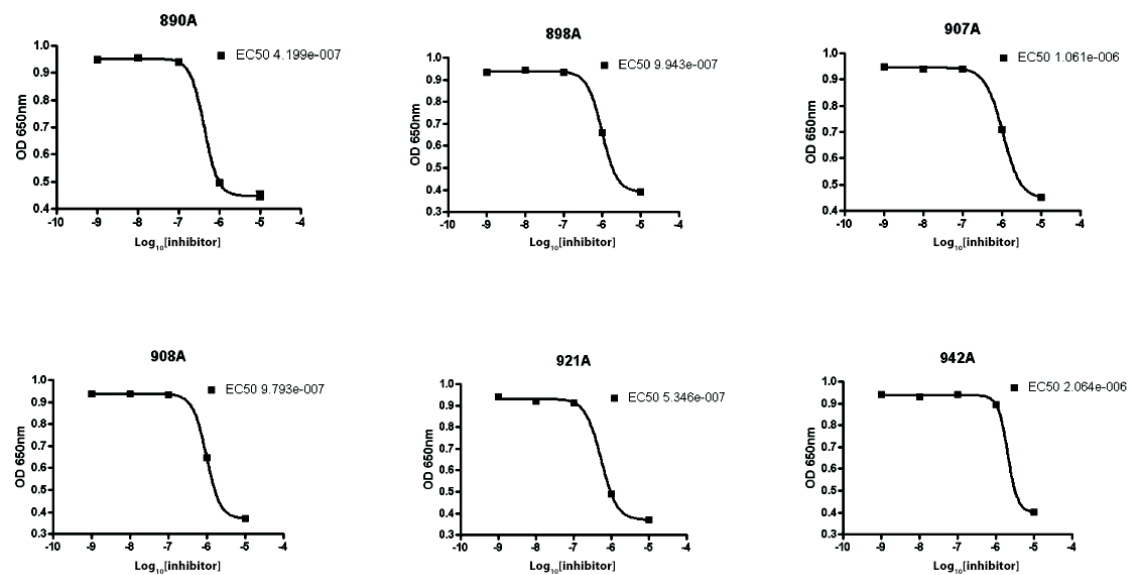 890A
EC50 4.199e-007
OD 650nm
1.0
0.9
0.8
0.7
0.6
0.5
0.4
-10 -9 -8 -7 -6 -5 -4
Log₁₀[inhibitor]
898A
EC50 9.943e-007
OD 650nm
1.0
0.9
0.8
0.7
0.6
0.5
0.4
0.3
-10 -9 -8 -7 -6 -5 -4
Log₁₀[inhibitor]
907A
EC50 1.061e-006
OD 650nm
1.0
0.9
0.8
0.7
0.6
0.5
0.4
-10 -9 -8 -7 -6 -5 -4
Log₁₀[inhibitor]
908A
EC50 9.793e-007
OD 650nm
1.0
0.9
0.8
0.7
0.6
0.5
0.4
0.3
-10 -9 -8 -7 -6 -5 -4
Log₁₀[inhibitor]
921A
EC50 5.346e-007
OD 650nm
1.0
0.9
0.8
0.7
0.6
0.5
0.4
0.3
-10 -9 -8 -7 -6 -5 -4
Log₁₀[inhibitor]
942A
EC50 2.064e-006
OD 650nm
1.0
0.9
0.8
0.7
0.6
0.5
0.4
0.3
-10 -9 -8 -7 -6 -5 -4
Log₁₀[inhibitor]